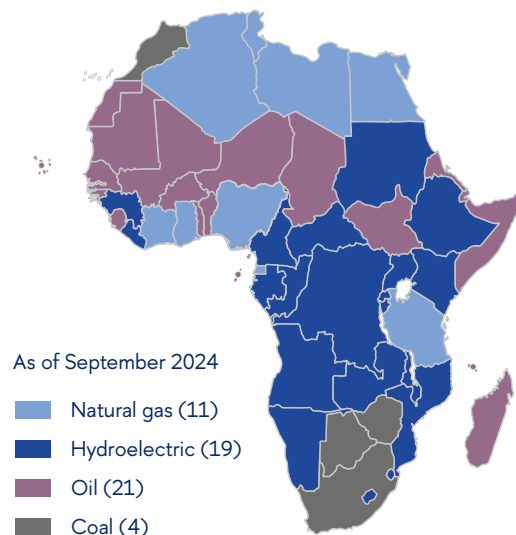 As of September 2024
Natural gas (11)
Hydroelectric (19)
Oil (21)
Coal (4)